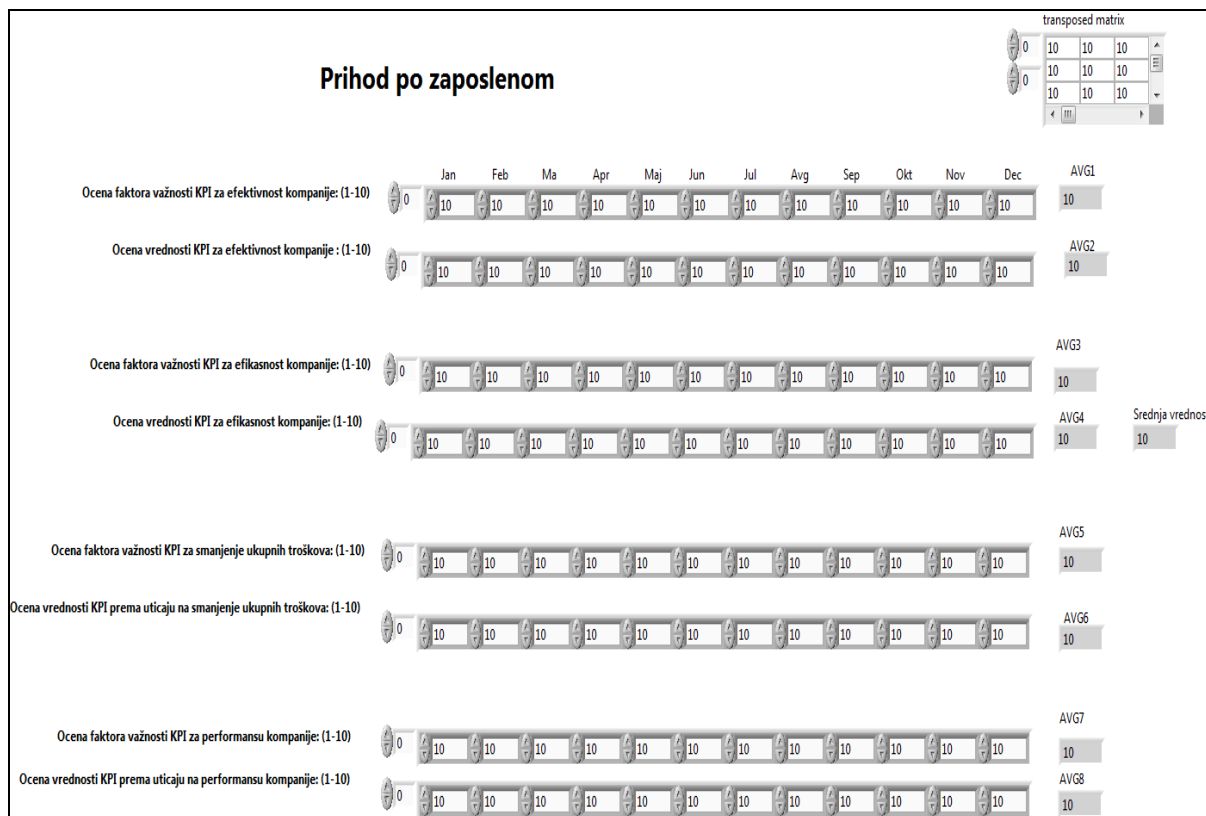 transposed matrix
0 10 10 10
0 10 10 10
10 10 10
Prihod po zaposlenom
Jan Feb Ma Apr Maj Jun Jul Avg Sep Okt Nov Dec AVG1
Ocena faktora važnosti KPI za efektivnost kompanije: (1-10) 0 10 10 10 10 10 10 10 10 10 10 10 10 10
Ocena vrednosti KPI za efektivnost kompanije : (1-10) AVG2
0 10 10 10 10 10 10 10 10 10 10 10 10 10
AVG3
Ocena faktora važnosti KPI za efikasnost kompanije: (1-10) 0 10 10 10 10 10 10 10 10 10 10 10 10 10
Ocena vrednosti KPI za efikasnost kompanije: (1-10) AVG4 Srednja vrednos
0 10 10 10 10 10 10 10 10 10 10 10 10 10 10
AVG5
Ocena faktora važnosti KPI za smanjenje ukupnih troškova: (1-10) 0 10 10 10 10 10 10 10 10 10 10 10 10 10
Ocena vrednosti KPI prema uticaju na smanjenje ukupnih troškova: (1-10) AVG6
0 10 10 10 10 10 10 10 10 10 10 10 10 10
AVG7
Ocena faktora važnosti KPI za performansu kompanije: (1-10) 0 10 10 10 10 10 10 10 10 10 10 10 10 10
Ocena vrednosti KPI prema uticaju na performansu kompanije: (1-10) AVG8
0 10 10 10 10 10 10 10 10 10 10 10 10 10